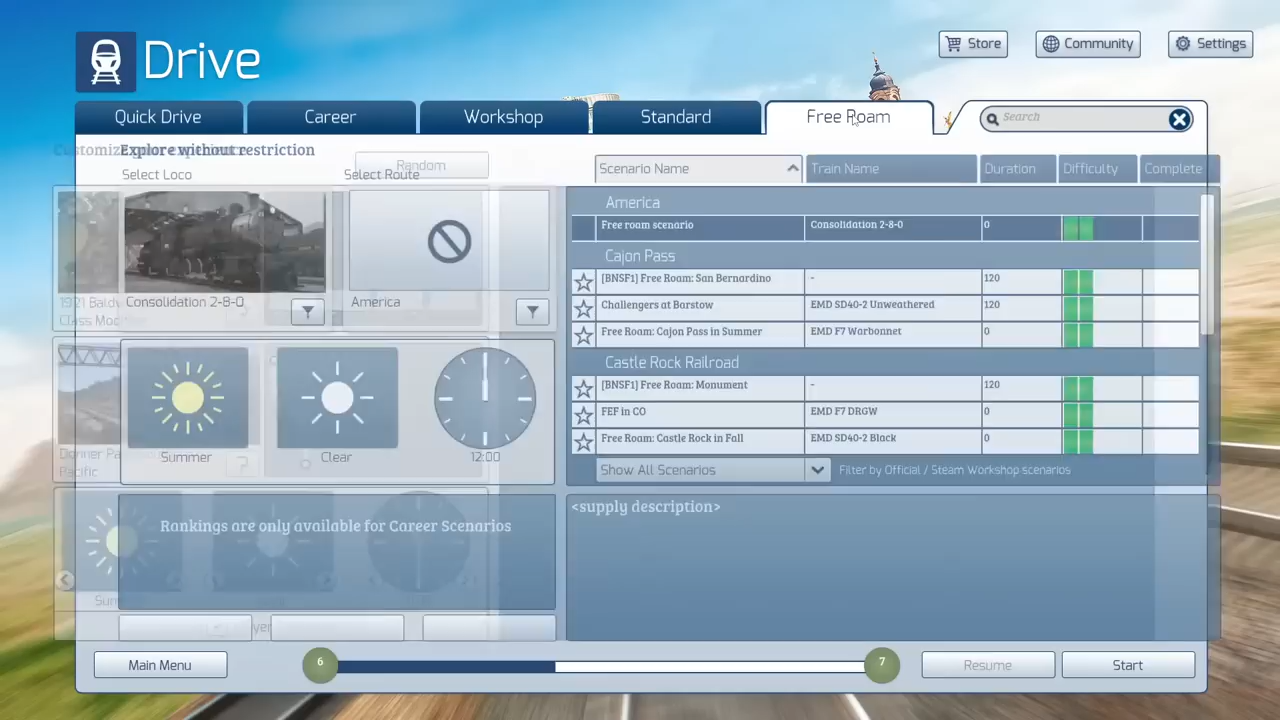 Drive
Store
Community
Settings
Quick Drive
Career
Workshop
Standard
Free Roam
Search
Explore without restriction
Random
Select Loco
Select Route
Scenario Name
Train Name
Duration
Difficulty
Complete
America
Free roam scenario
Consolidation 2-8-0
0
Cajon Pass
[BNSF1] Free Roam: San Bernardino
-
120
Challengers at Barstow
EMD SD40-2 Unweathered
120
Free Roam: Cajon Pass in Summer
EMD F7 Warbonnet
0
Castle Rock Railroad
[BNSF1] Free Roam: Monument
-
120
FEF in CO
EMD F7 DRGW
0
Free Roam: Castle Rock in Fall
EMD SD40-2 Black
0
Consolidation 2-8-0
America
Summer
Clear
12:00
Show All Scenarios
Filter by Official / Steam Workshop scenarios
Rankings are only available for Career Scenarios
<supply description>
Main Menu
6
7
Resume
Start